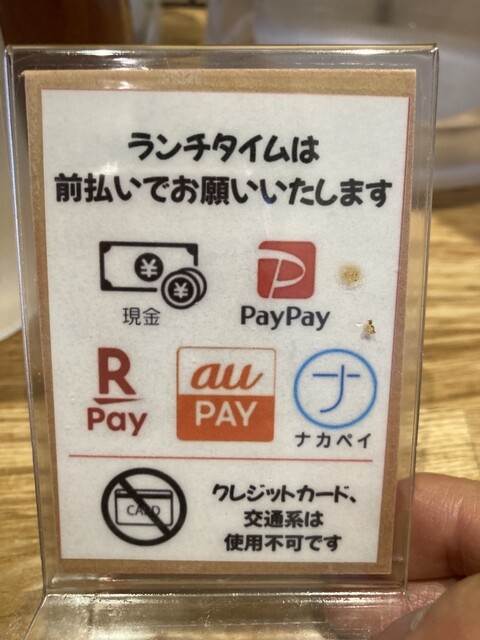 ランチタイムは
前払いでお願いいたします
¥ ¥
現金
PayPay
R Pay
au PAY
ナ
ナカペイ
CARD
クレジットカード、
交通系は
使用不可です